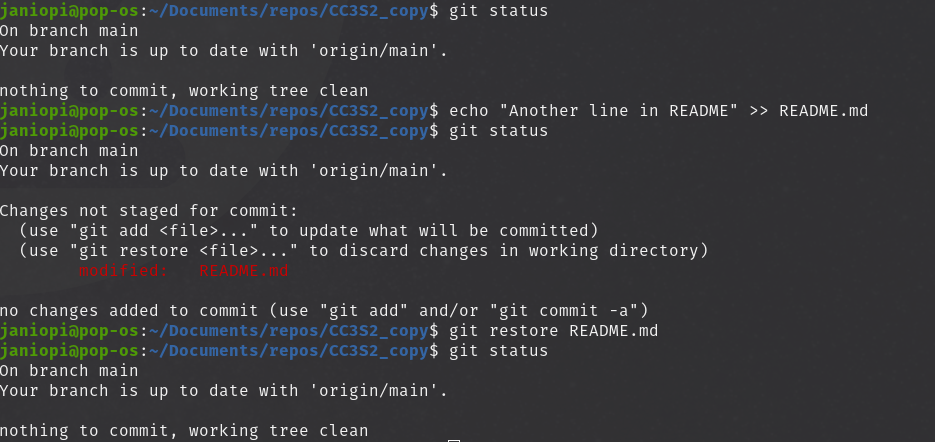 janiopi@pop-os:~/Documents/repos/CC3S2_copy$ git status
On branch main
Your branch is up to date with 'origin/main'.
nothing to commit, working tree clean
janiopi@pop-os:~/Documents/repos/CC3S2_copy$ echo "Another line in README" >> README.md
janiopi@pop-os:~/Documents/repos/CC3S2_copy$ git status
On branch main
Your branch is up to date with 'origin/main'.
Changes not staged for commit:
  (use "git add <file>..." to update what will be committed)
  (use "git restore <file>..." to discard changes in working directory)
        modified:   README.md
no changes added to commit (use "git add" and/or "git commit -a")
janiopi@pop-os:~/Documents/repos/CC3S2_copy$ git restore README.md
janiopi@pop-os:~/Documents/repos/CC3S2_copy$ git status
On branch main
Your branch is up to date with 'origin/main'.
nothing to commit, working tree clean